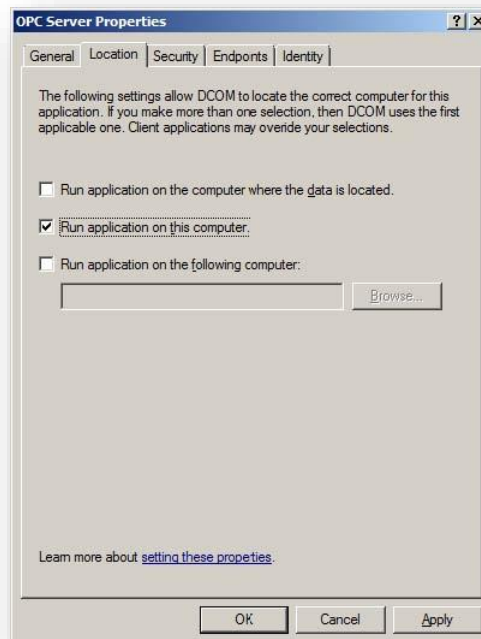 OPC Server Properties
General Location Security Endpoints Identity
The following settings allow DCOM to locate the correct computer for this
application. If you make more than one selection, then DCOM uses the first
applicable one. Client applications may overide your selections.
Run application on the computer where the data is located.
Run application on this computer.
Run application on the following computer:
Browse...
Learn more about setting these properties.
OK Cancel Apply